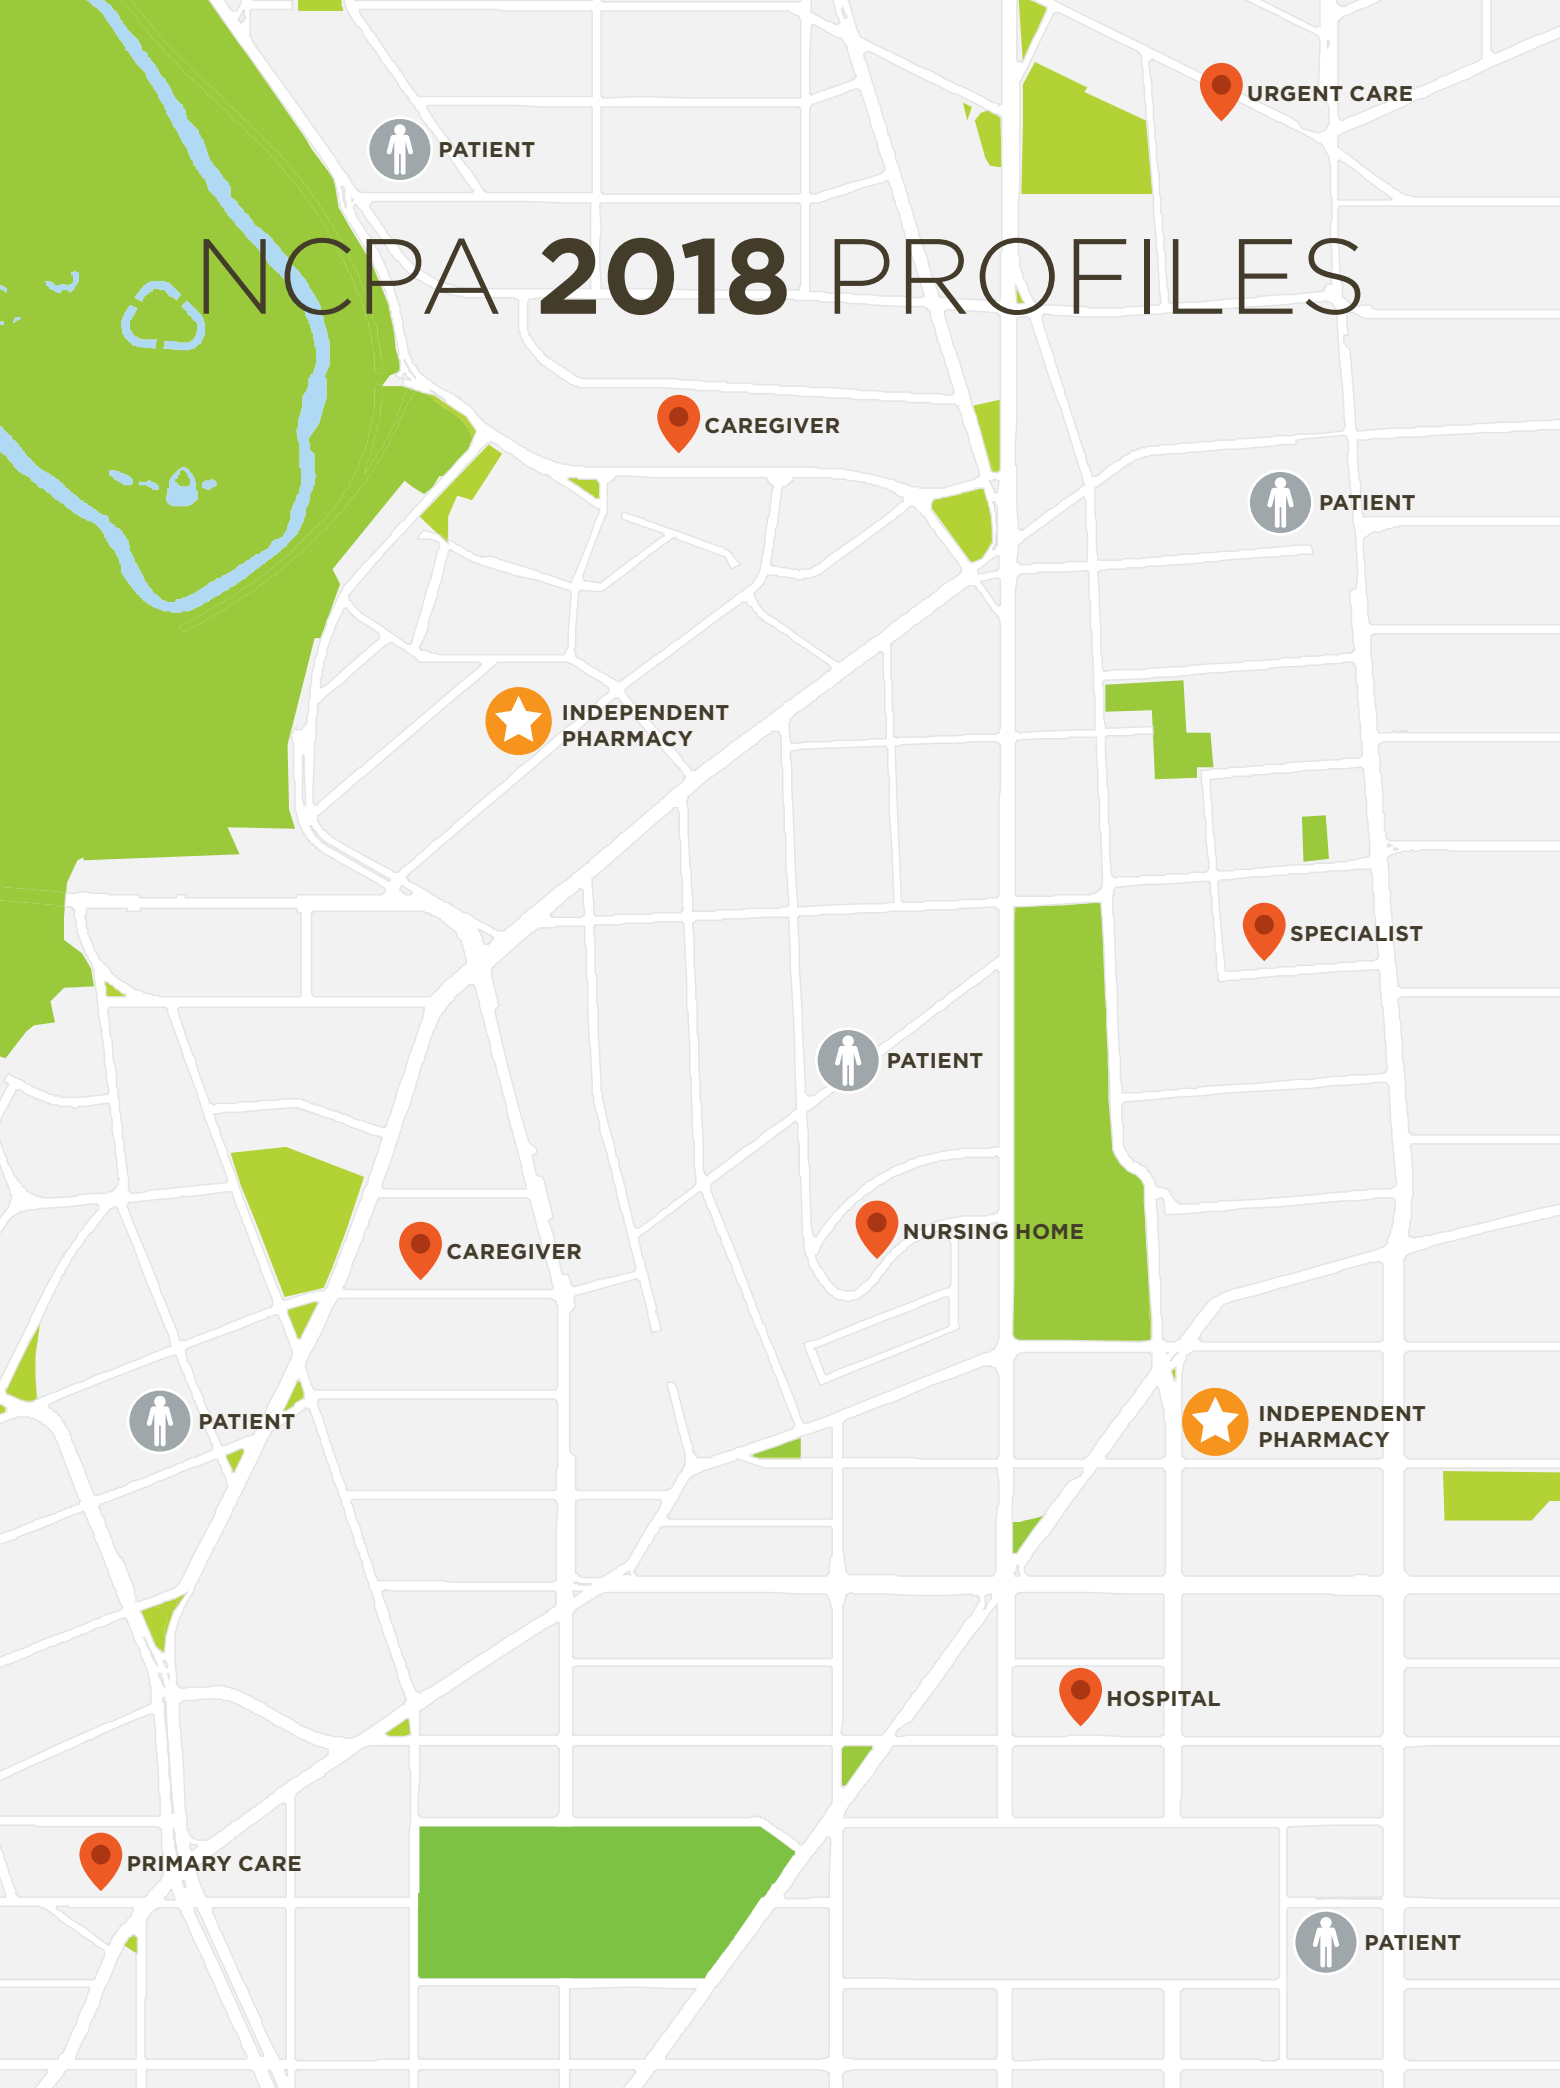 URGENT CARE
PATIENT
NCPA 2018 PROFILES
CAREGIVER
PATIENT
INDEPENDENT
PHARMACY
SPECIALIST
PATIENT
NURSING HOME
CAREGIVER
INDEPENDENT
PHARMACY
PATIENT
HOSPITAL
PRIMARY CARE
PATIENT